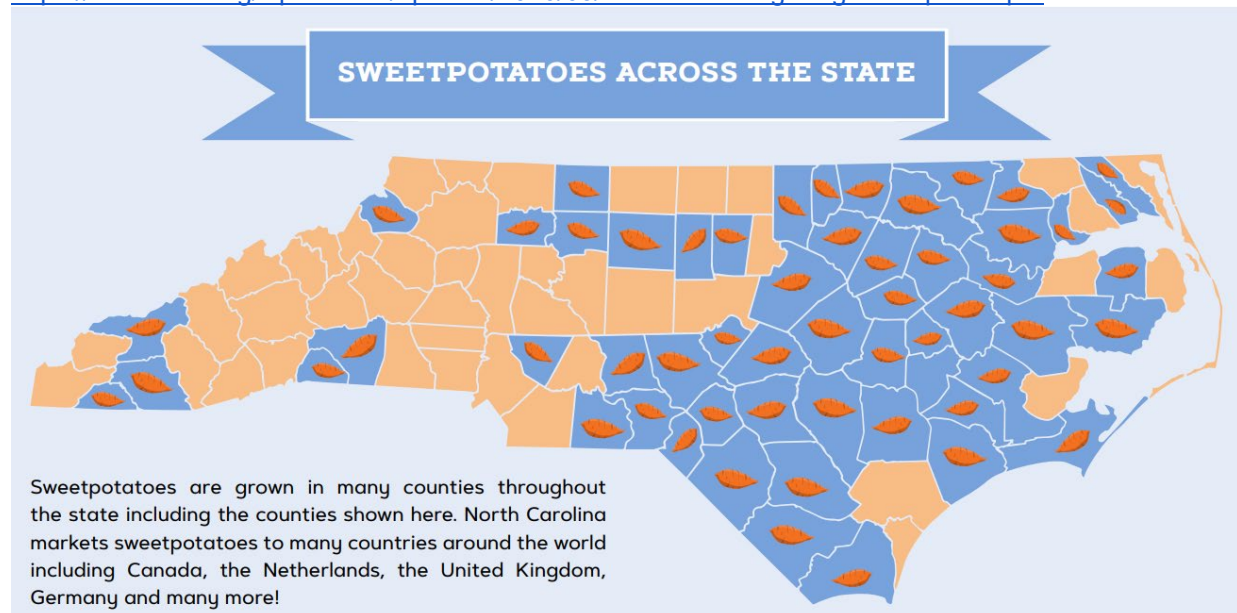 SWEETPOTATOES ACROSS THE STATE
Sweetpotatoes are grown in many counties throughout
the state including the counties shown here. North Carolina
markets sweetpotatoes to many countries around the world
including Canada, the Netherlands, the United Kingdom,
Germany and many more!